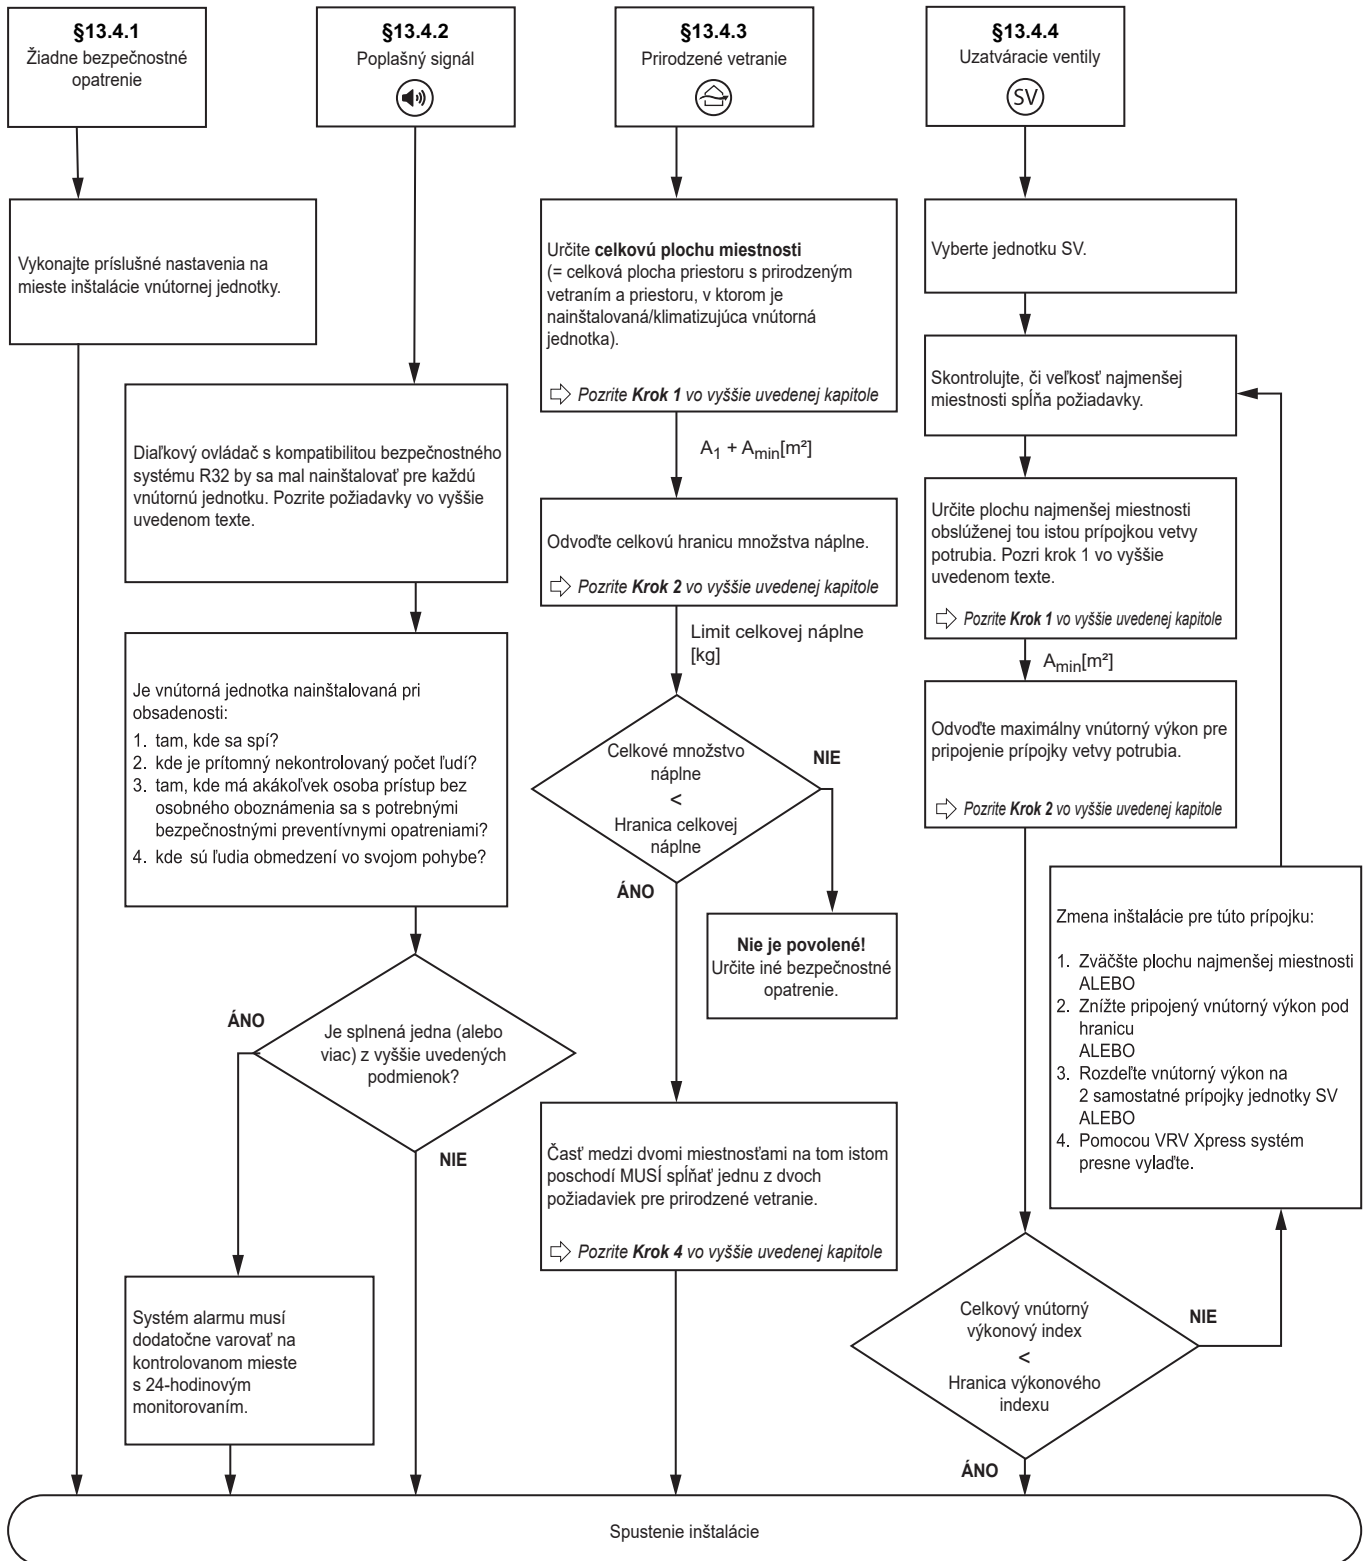 §13.4.1
Žiadne bezpečnostné
opatrenie
Vykonajte príslušné nastavenia na
mieste inštalácie vnútornej jednotky.
§13.4.2
Poplašný signál
Diaľkový ovládač s kompatibilitou bezpečnostného
systému R32 by sa mal nainštalovať pre každú
vnútornú jednotku. Pozrite požiadavky vo vyššie
uvedenom texte.
Je vnútorná jednotka nainštalovaná pri
obsadenosti:
1. tam, kde sa spí?
2. kde je prítomný nekontrolovaný počet ľudí?
3. tam, kde má akákoľvek osoba prístup bez
osobného oboznámenia sa s potrebnými
bezpečnostnými preventívnymi opatreniami?
4. kde sú ľudia obmedzení vo svojom pohybe?
Je splnená jedna (alebo
viac) z vyššie uvedených
podmienok?
ÁNO
NIE
Systém alarmu musí
dodatočne varovať na
kontrolovanom mieste
s 24-hodinovým
monitorovaním.
§13.4.3
Prirodzené vetranie
Určite celkovú plochu miestnosti
(= celková plocha priestoru s prirodzeným
vetraním a priestoru, v ktorom je
nainštalovaná/klimatizujúca vnútorná
jednotka).
Pozrite Krok 1 vo vyššie uvedenej kapitole
A1 + Amin[m²]
Odvoďte celkovú hranicu množstva náplne.
Pozrite Krok 2 vo vyššie uvedenej kapitole
Limit celkovej náplne
[kg]
Celkové množstvo
náplne
<
Hranica celkovej
náplne
NIE
ÁNO
Nie je povolené!
Určite iné bezpečnostné
opatrenie.
Časť medzi dvomi miestnosťami na tom istom
poschodí MUSÍ spĺňať jednu z dvoch
požiadaviek pre prirodzené vetranie.
Pozrite Krok 4 vo vyššie uvedenej kapitole
§13.4.4
Uzatváracie ventily
SV
Vyberte jednotku SV.
Skontrolujte, či veľkosť najmenšej
miestnosti spĺňa požiadavky.
Určite plochu najmenšej miestnosti
obslúženej tou istou prípojkou vetvy
potrubia. Pozri krok 1 vo vyššie
uvedenom texte.
Pozrite Krok 1 vo vyššie uvedenej kapitole
Amin[m²]
Odvoďte maximálny vnútorný výkon pre
pripojenie prípojky vetvy potrubia.
Pozrite Krok 2 vo vyššie uvedenej kapitole
Zmena inštalácie pre túto prípojku:
1. Zväčšte plochu najmenšej miestnosti
ALEBO
2. Znížte pripojený vnútorný výkon pod
hranicu
ALEBO
3. Rozdeľte vnútorný výkon na
2 samostatné prípojky jednotky SV
ALEBO
4. Pomocou VRV Xpress systém
presne vylaďte.
Celkový vnútorný
výkonový index
<
Hranica výkonového
indexu
NIE
ÁNO
Spustenie inštalácie